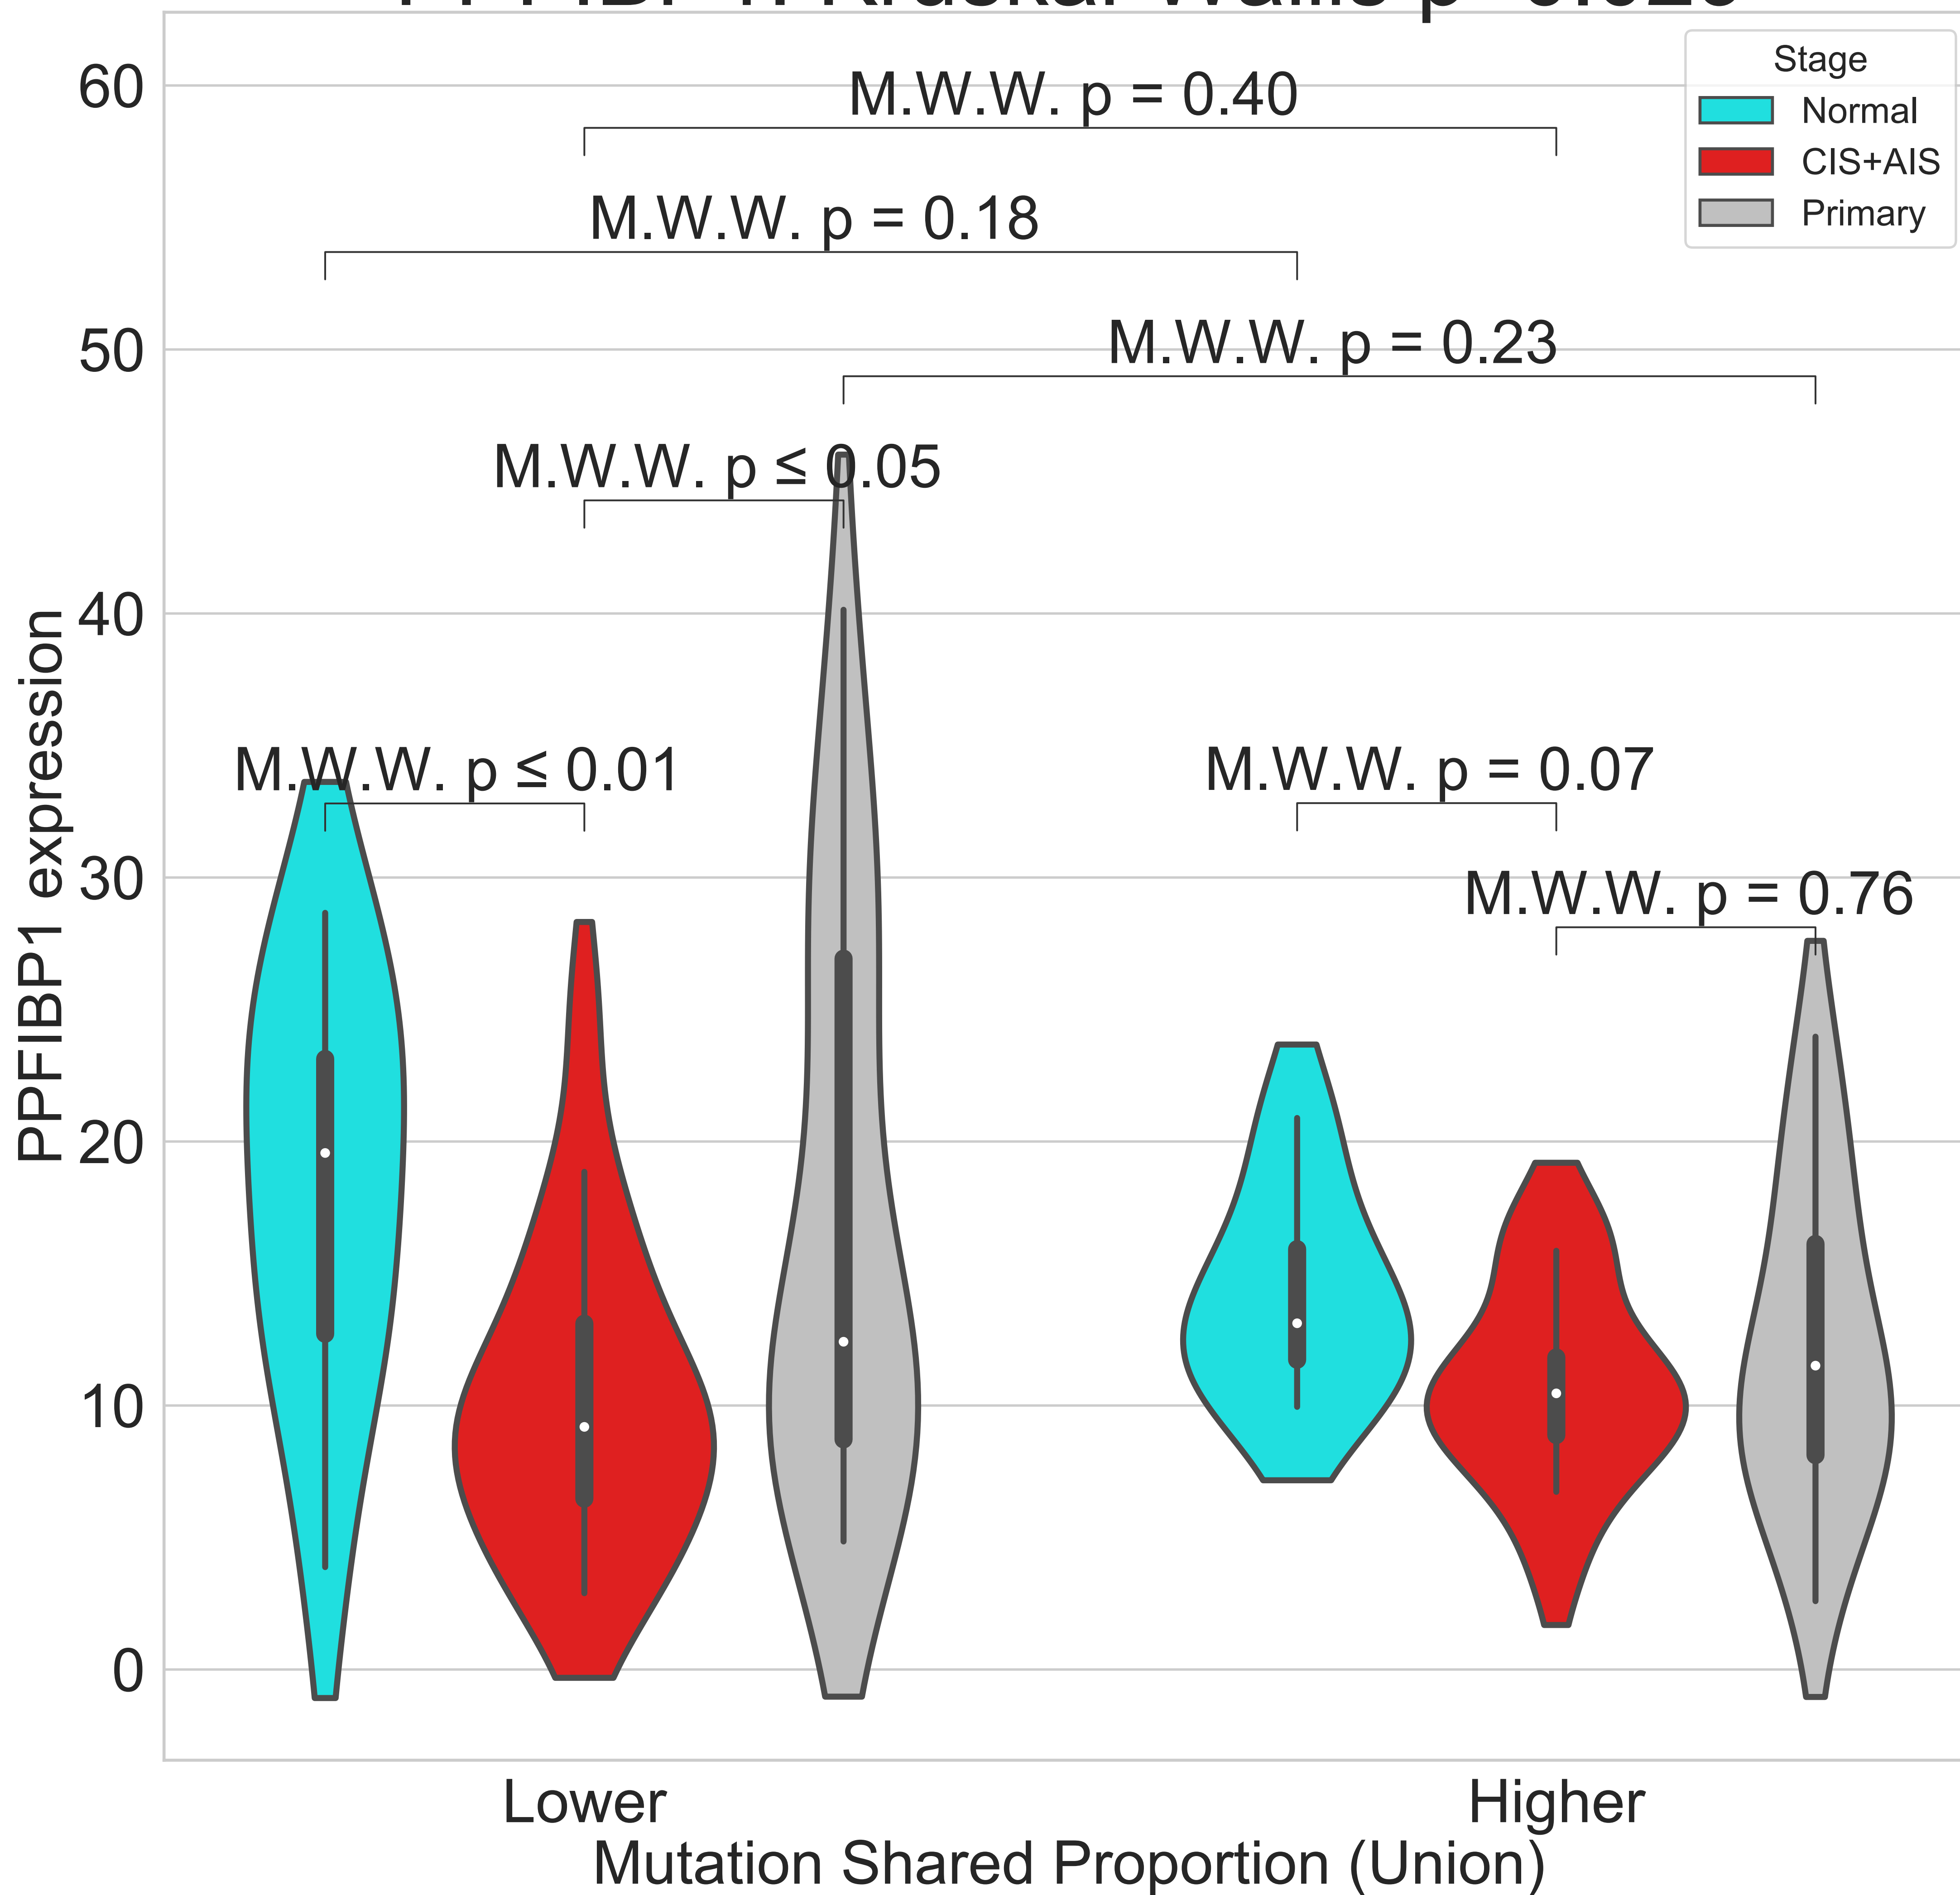 60
50
40
30
20
10
0
PPFIBP1 expression
M.W.W. p = 0.40
M.W.W. p = 0.18
M.W.W. p = 0.23
M.W.W. p ≤ 0.05
M.W.W. p ≤ 0.01
M.W.W. p = 0.07
M.W.W. p = 0.76
Stage
Normal
CIS+AIS
Primary
Lower
Higher
Mutation Shared Proportion (Union)